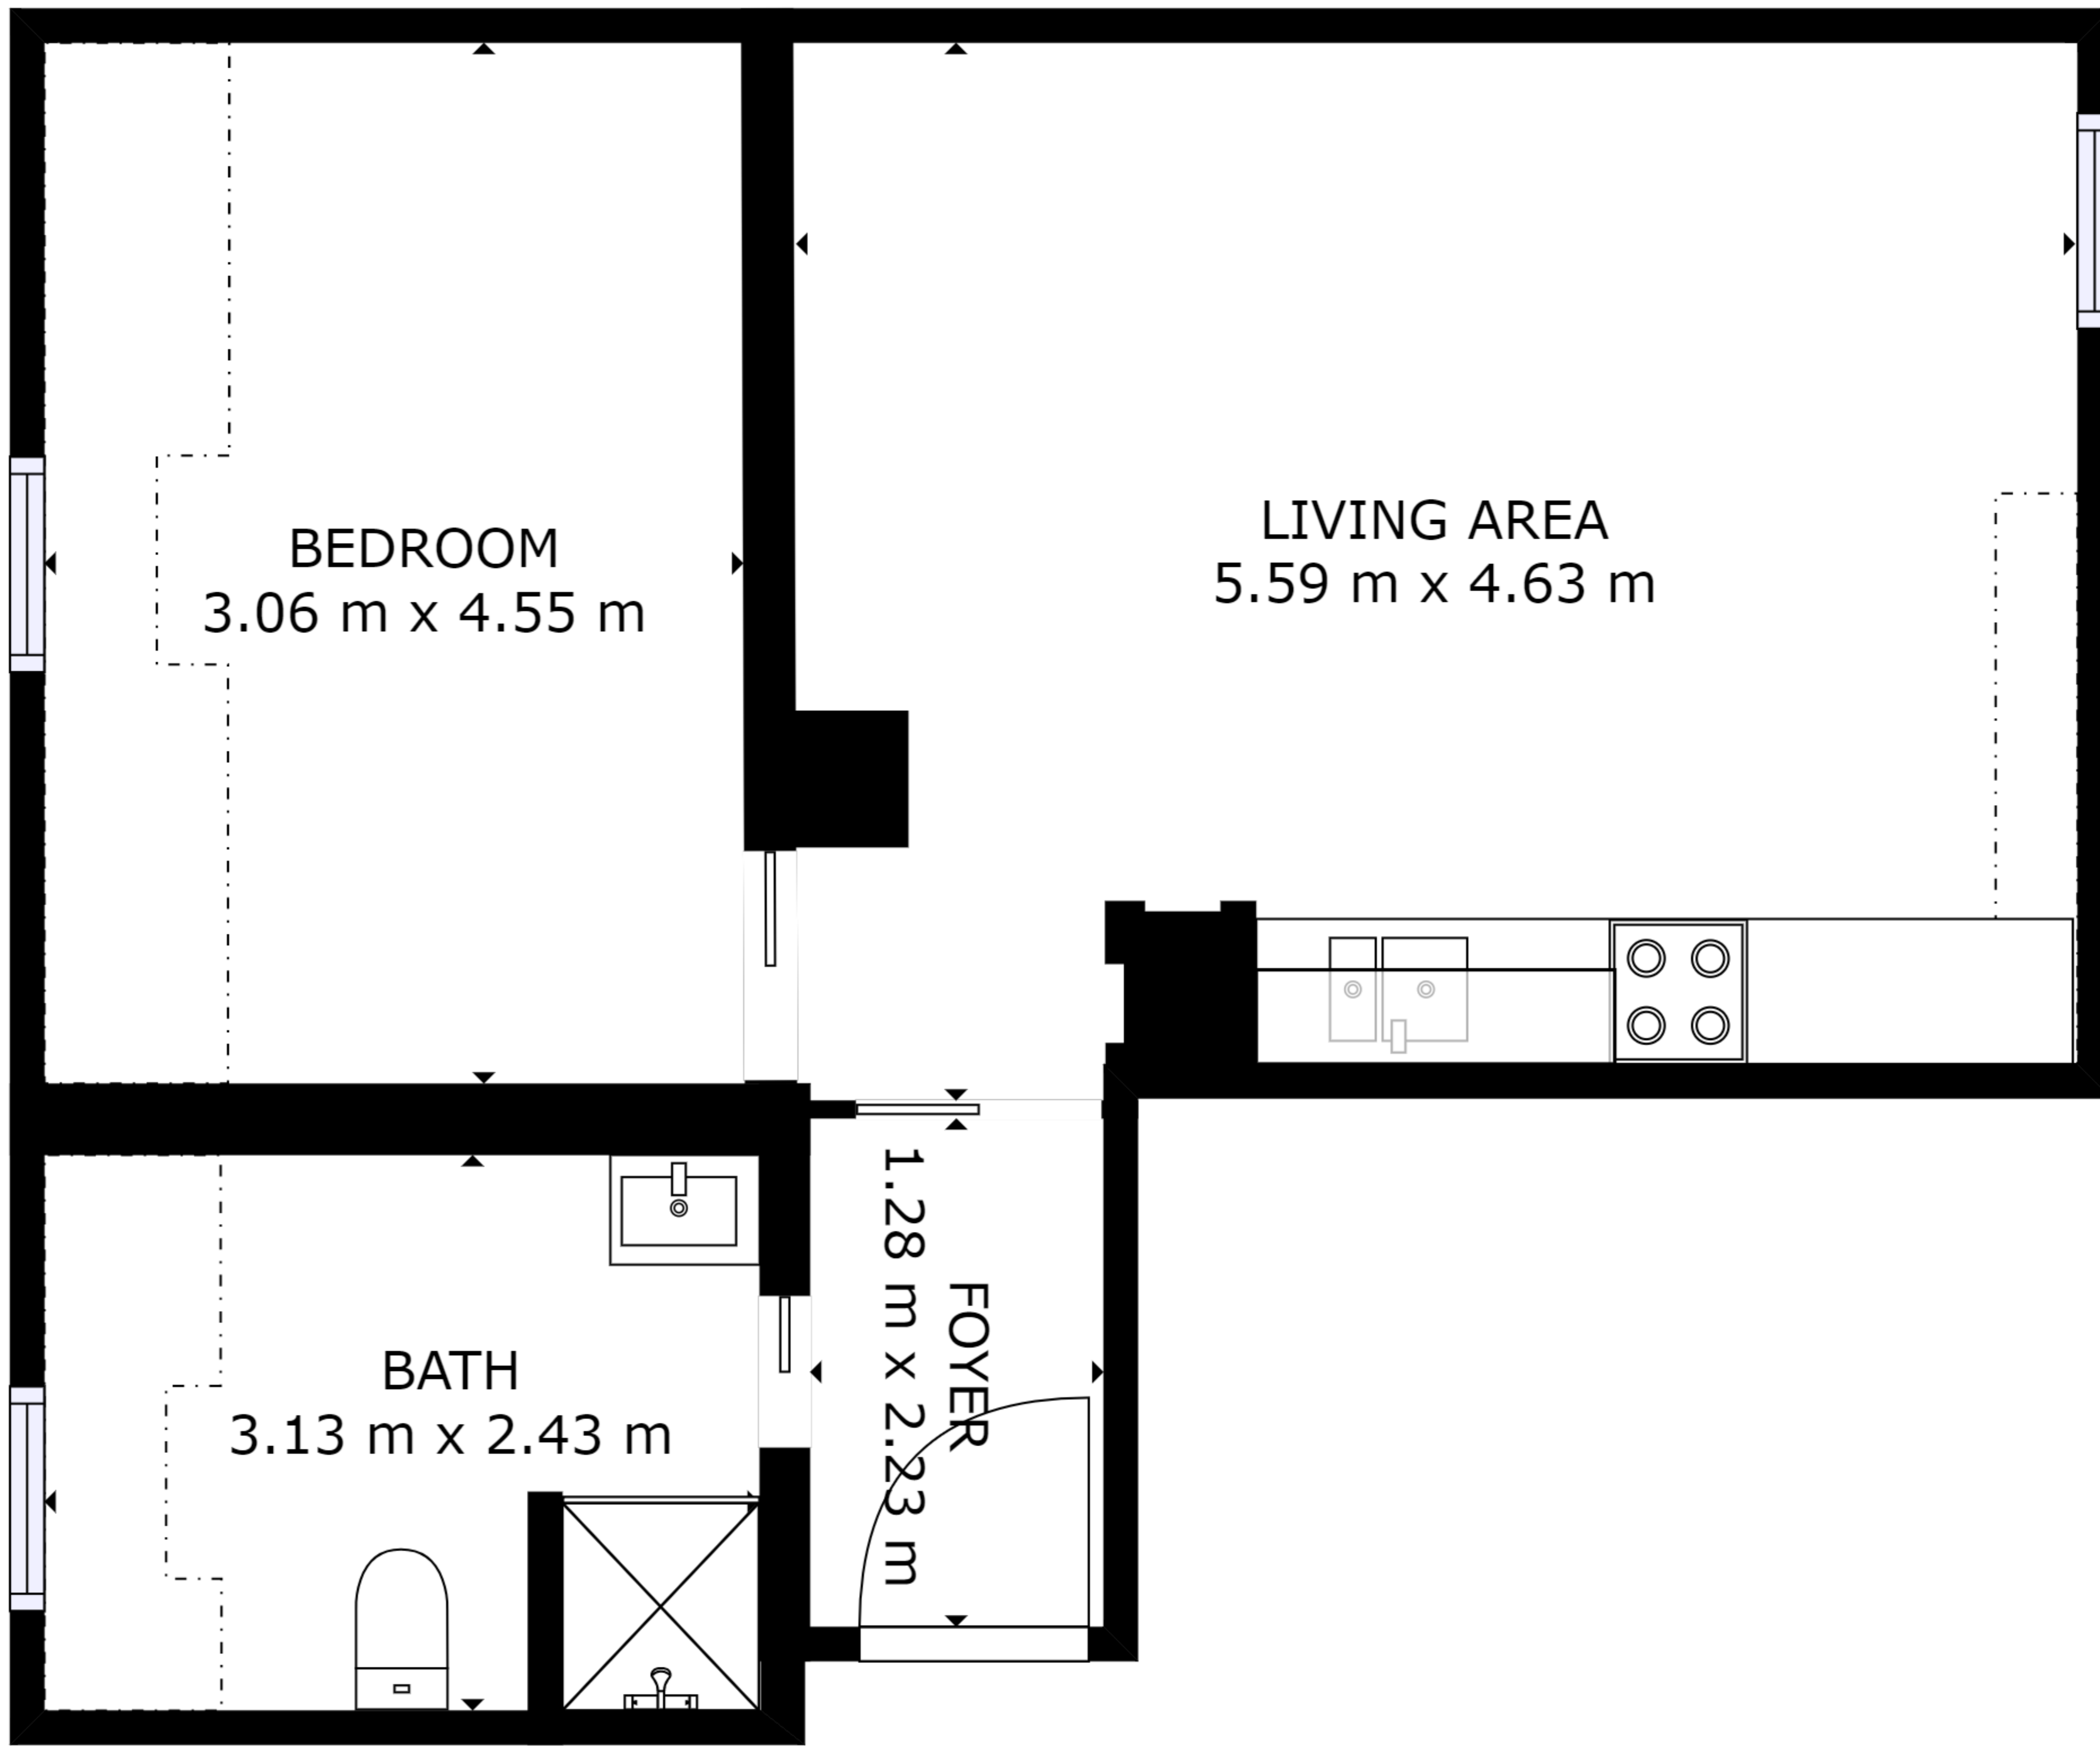 BEDROOM
3.06 m x 4.55 m
LIVING AREA
5.59 m x 4.63 m
FOYER
1.28 m x 2.23 m
BATH
3.13 m x 2.43 m